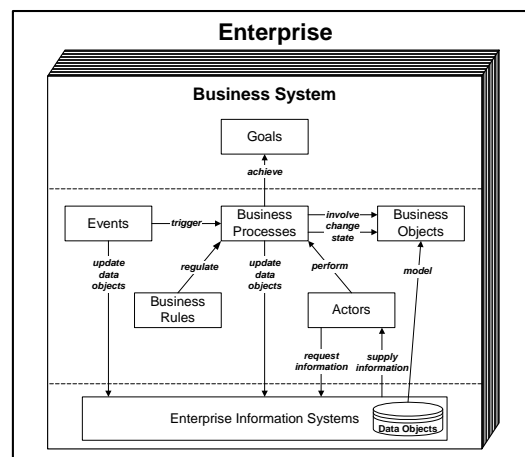 Enterprise
Business System
Goals
achieve
Events
trigger
Business
Processes
involve
change
state
Business
Objects
update
data
objects
regulate
update
data
objects
perform
model
Business
Rules
Actors
request
information
supply
information
Enterprise Information Systems
Data Objects